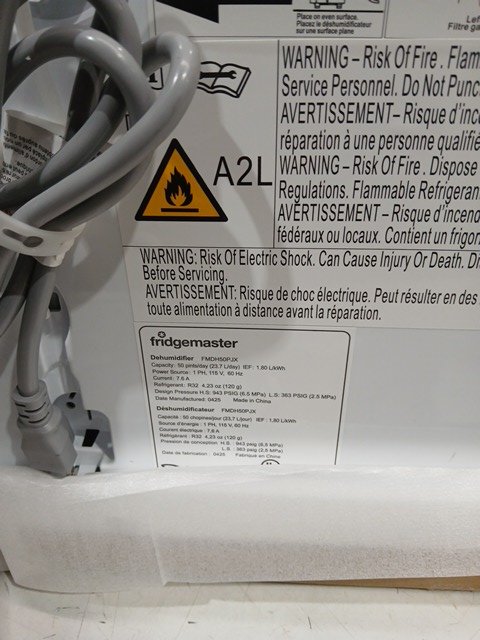 Place on even surface.
Placez le déshumidificateur
sur une surface plane
Lef
Filtre ga
WARNING – Risk Of Fire . Flam
Service Personnel. Do Not Punc
AVERTISSEMENT– Risque d'ince
réparation à une personne qualifié
A2L
WARNING – Risk Of Fire . Dispose
Regulations. Flammable Refrigeran
AVERTISSEMENT – Risque d'incend
fédéraux ou locaux. Contient un frigor
WARNING: Risk Of Electric Shock. Can Cause Injury Or Death. Di
Before Servicing.
AVERTISSEMENT: Risque de choc électrique. Peut résulter en des
toute alimentation à distance avant la réparation.
fridgemaster
Dehumidifier FMDH50PJX
Capacity: 50 pints/day (23.7 L/day) IEF: 1,80 L/kWh
Power Source : 1 PH, 115 V, 60 Hz
Current: 7.6 A
Refrigerant: R32 4.23 oz (120 g)
Design Pressure H.S: 943 PSIG (6.5 MPa) L.S: 363 PSIG (2.5 MPa)
Date Manufactured: 0425 Made in China
Déshumidificateur FMDH50PJX
Capacité : 50 chopines/jour (23.7 L/jour) IEF : 1,80 L/kWh
Source d'énergie : 1 PH, 115 V, 60 Hz
Courant électrique : 7,6 A
Réfrigérant : R32 4,23 oz (120 g)
Pression de conception H.S. 943 psig (6,5 MPa)
L.S. : 363 psig (2,5 MPa)
Date de fabrication : 0425 Fabriqué en China